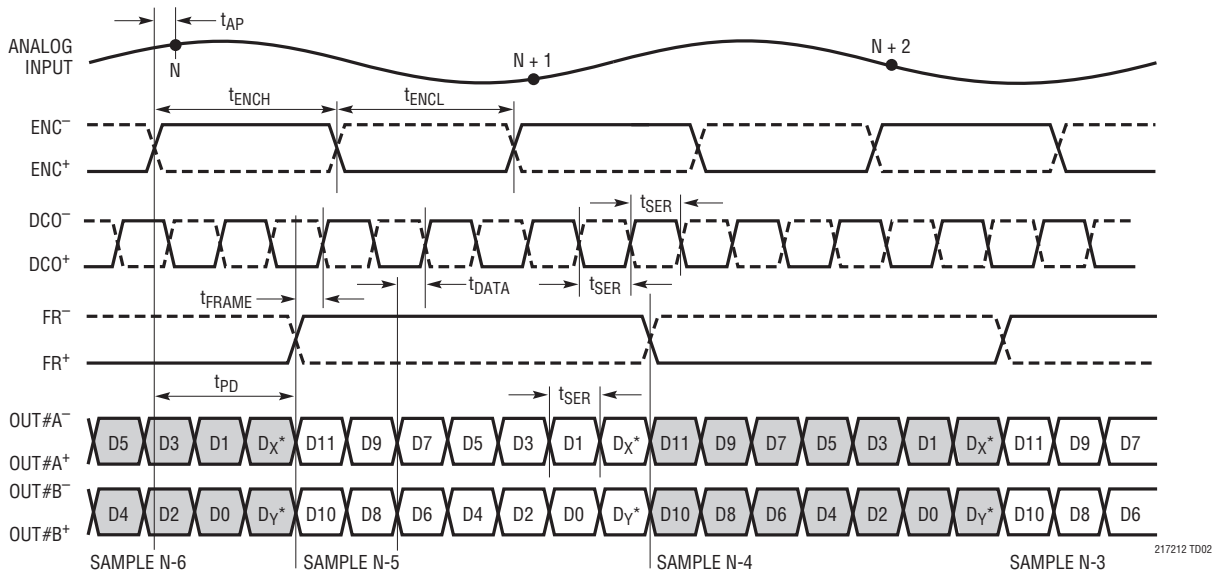 tAP
ANALOG
INPUT
N
N + 1
N + 2
tENCH
tENCL
ENC–
ENC+
DCO–
DCO+
tSER
tFRAME
tDATA
tSER
FR–
FR+
tPD
tSER
OUT#A–
D5 D3 D1 DX* D11 D9 D7 D5 D3 D1 DX* D11 D9 D7 D5 D3 D1 DX* D11 D9 D7
OUT#A+
OUT#B–
D4 D2 D0 DY* D10 D8 D6 D4 D2 D0 DY* D10 D8 D6 D4 D2 D0 DY* D10 D8 D6
OUT#B+
SAMPLE N-6 SAMPLE N-5 SAMPLE N-4 SAMPLE N-3
217212 TD02